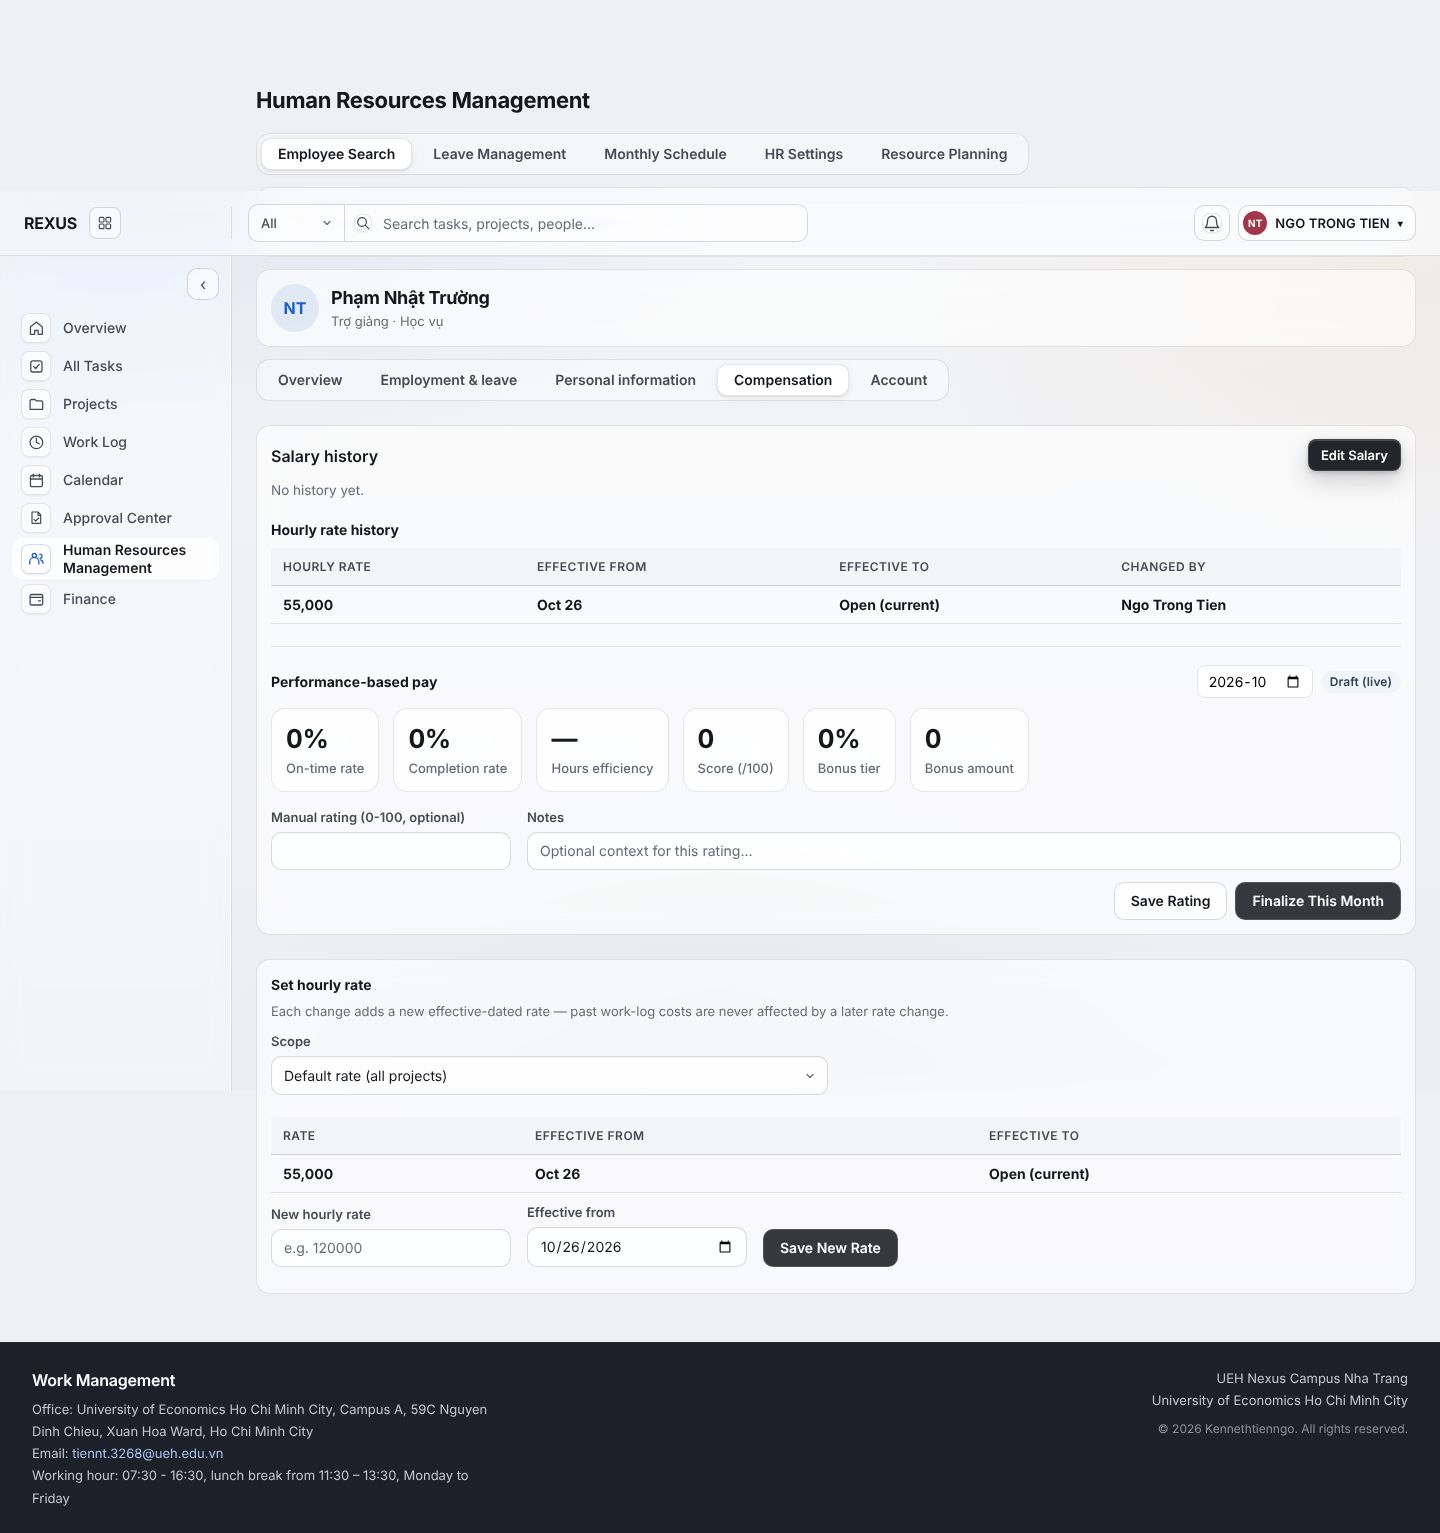 Human Resources Management
Employee Search Leave Management Monthly Schedule HR Settings Resource Planning
REXUS All Search tasks, projects, people... NT NGO TRONG TIEN ▾
‹
Overview
All Tasks
Projects
Work Log
Calendar
Approval Center
Human Resources
Management
Finance
NT Phạm Nhật Trường
Trợ giảng · Học vụ
Overview Employment & leave Personal information Compensation Account
Salary history Edit Salary
No history yet.
Hourly rate history
HOURLY RATE EFFECTIVE FROM EFFECTIVE TO CHANGED BY
55,000 Oct 26 Open (current) Ngo Trong Tien
Performance-based pay 2026-10 Draft (live)
0% 0% — 0 0% 0
On-time rate Completion rate Hours efficiency Score (/100) Bonus tier Bonus amount
Manual rating (0-100, optional) Notes
Optional context for this rating...
Save Rating Finalize This Month
Set hourly rate
Each change adds a new effective-dated rate — past work-log costs are never affected by a later rate change.
Scope
Default rate (all projects)
RATE EFFECTIVE FROM EFFECTIVE TO
55,000 Oct 26 Open (current)
New hourly rate Effective from
e.g. 120000 10/26/2026 Save New Rate
Work Management
Office: University of Economics Ho Chi Minh City, Campus A, 59C Nguyen
Dinh Chieu, Xuan Hoa Ward, Ho Chi Minh City
Email: tiennt.3268@ueh.edu.vn
Working hour: 07:30 - 16:30, lunch break from 11:30 – 13:30, Monday to
Friday
UEH Nexus Campus Nha Trang
University of Economics Ho Chi Minh City
© 2026 Kennethtienngo. All rights reserved.